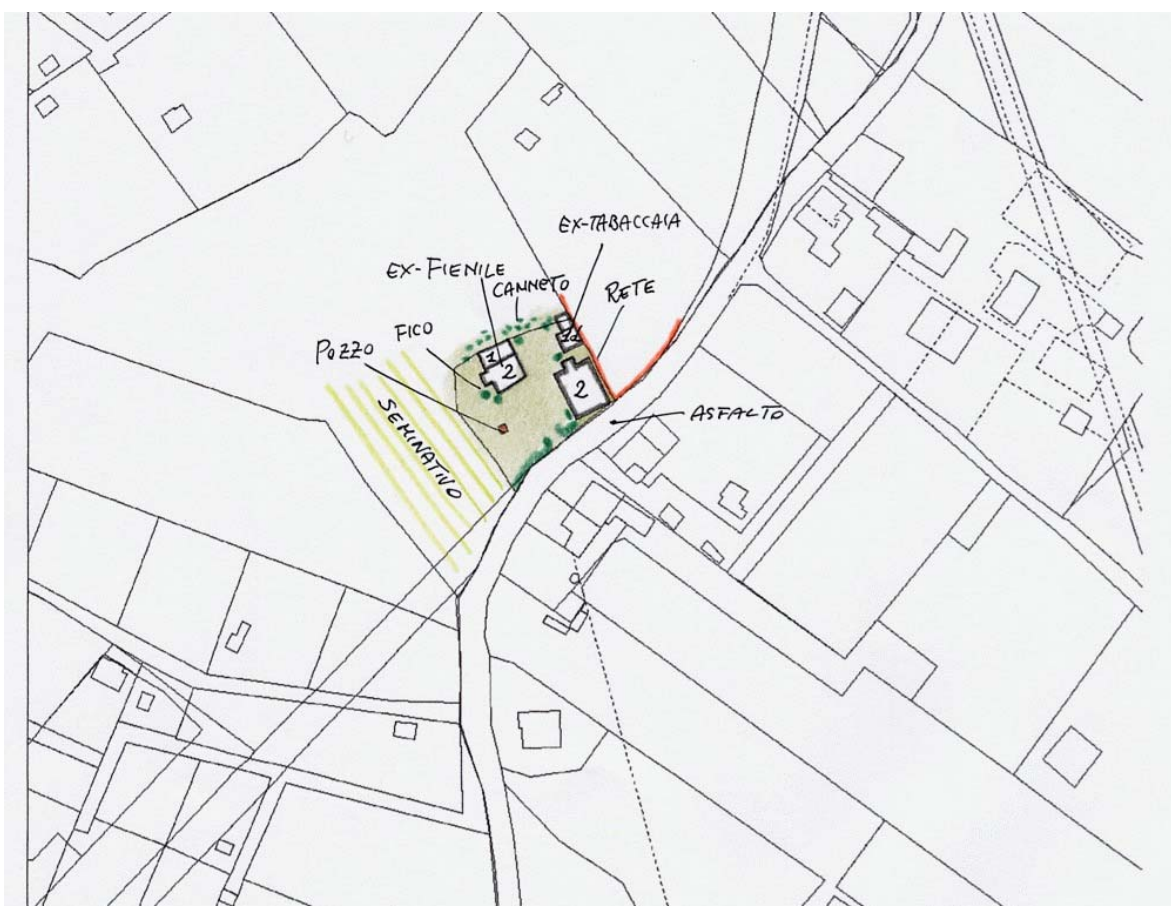 EX-TABACCAIA
EX-FIENILE
CANNETO
RETE
FICO
POZZO
1
2
2
ASFALTO
SEMINATIVO